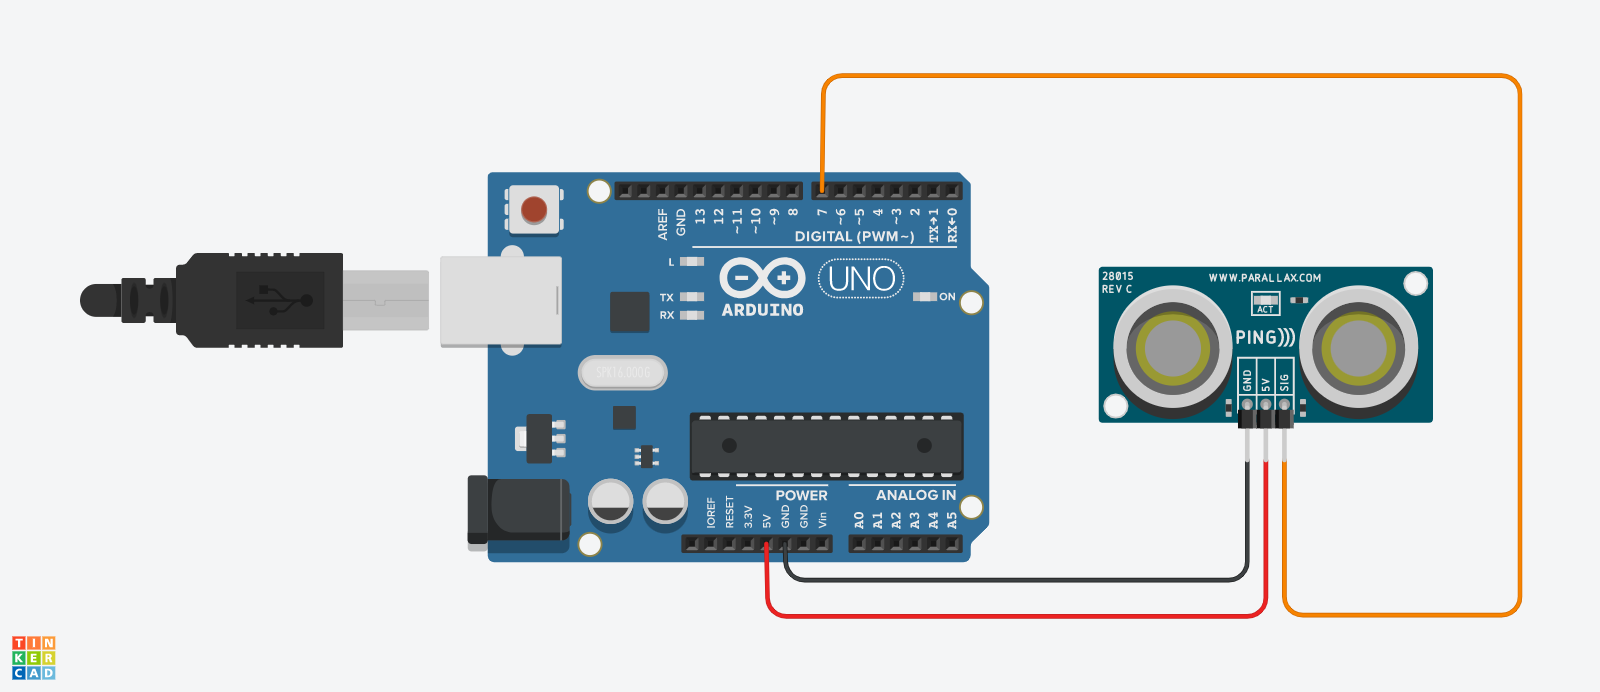 AREF
GND
13
12
~11
~10
~9
8
7
~6
~5
4
~3
2
TX→1
RX←0
DIGITAL (PWM~)
L
TX
RX
ARDUINO
UNO
ON
SPK16.000G
IOREF
RESET
3.3V
5V
GND
GND
Vin
POWER
ANALOG IN
A0
A1
A2
A3
A4
A5
28015
REV C
WWW.PARALLAX.COM
ACT
PING)))
GND
5V
SIG
TIN
KER
CAD